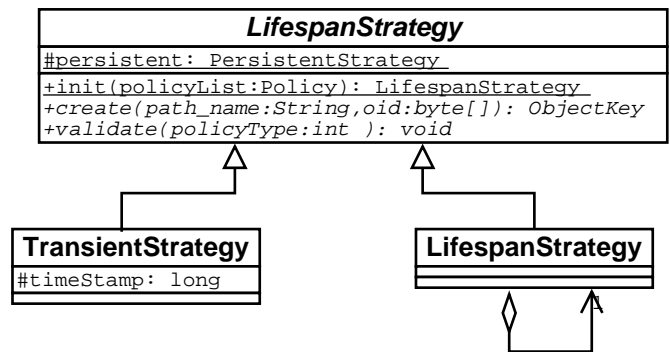 LifespanStrategy
#persistent: PersistentStrategy
+init(policyList:Policy): LifespanStrategy
+create(path_name:String,oid:byte[]): ObjectKey
+validate(policyType:int ): void
TransientStrategy
#timeStamp: long
LifespanStrategy
1